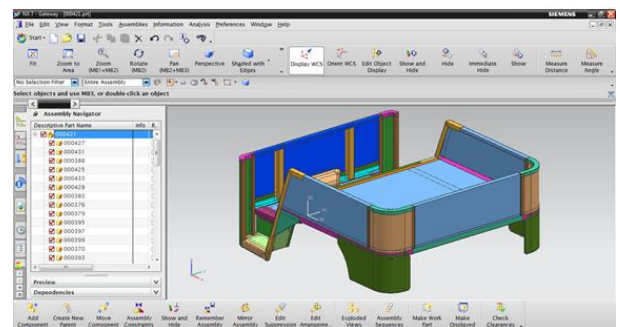 NX 7 - Gateway - [000421.prt]
SIEMENS
File Edit View Format Tools Assemblies Information Analysis Preferences Window Help
Start
Fit Zoom to Area Zoom (MB1+MB2) Rotate (MB2) Pan (MB2+MB3) Perspective Shaded with Edges Display WCS Orient WCS Edit Object Display Show and Hide Hide Immediate Hide Show Measure Distance Measure Angle
No Selection Filter Entire Assembly
Select objects and use MB3, or double-click an object
Assembly Navigator
Descriptive Part Name Info R
000421
000427
000431
000388
000425
000433
000428
000383
000376
000379
000395
000397
000399
000370
000393
Preview
Dependencies
Add Component Create New Parent Move Component Assembly Constraints Show and Hide Remember Assembly Mirror Assembly Edit Suppression Edit Arrangeme... Exploded Views Assembly Sequences Make Work Part Make Displayed Check Clearances